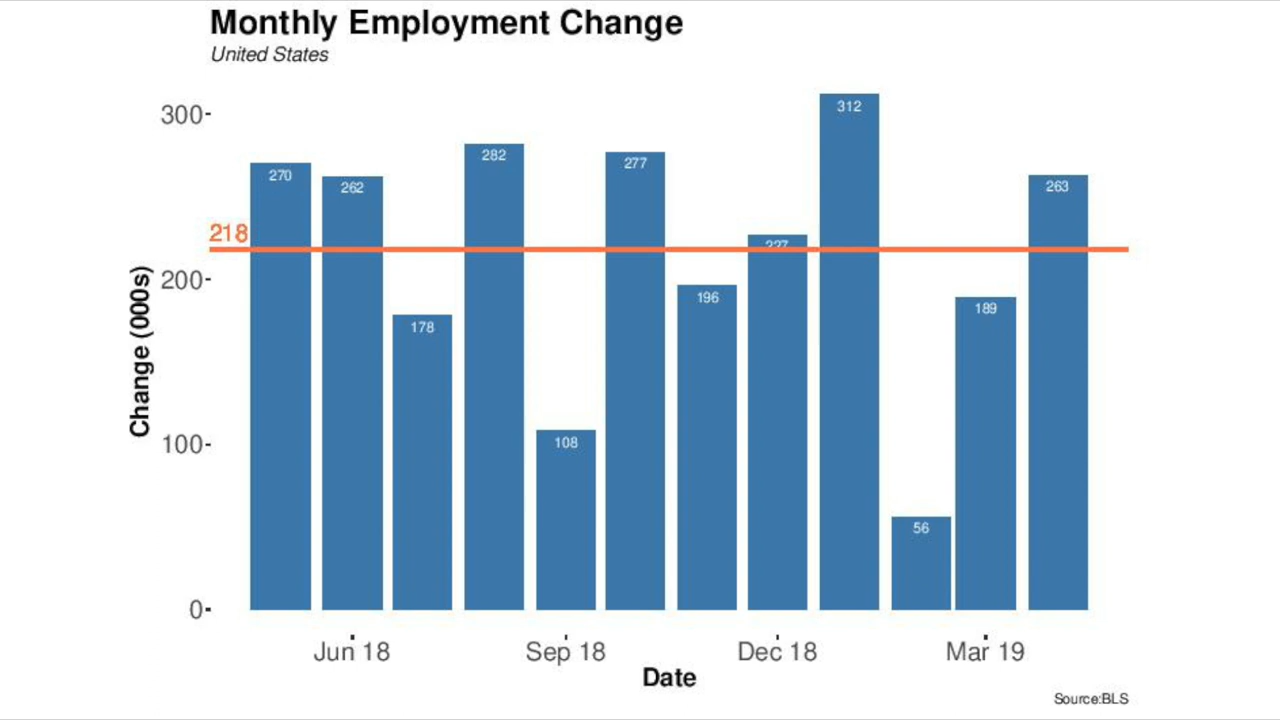 Monthly Employment Change
United States
Change (000s)
300
200
100
0
218
270
262
178
282
108
277
196
227
312
56
189
263
Jun 18
Sep 18
Dec 18
Mar 19
Date
Source:BLS